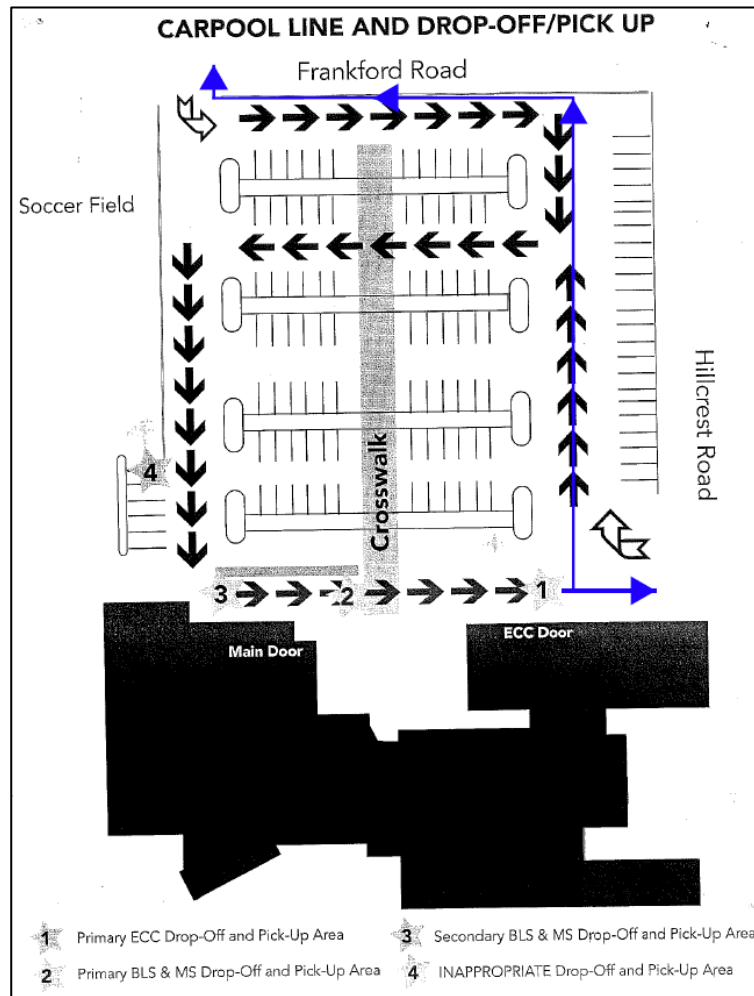 CARPOOL LINE AND DROP-OFF/PICK UP
Frankford Road
Soccer Field
Hillcrest Road
Crosswalk
4
3
2
1
Main Door
ECC Door
1 Primary ECC Drop-Off and Pick-Up Area
2 Primary BLS & MS Drop-Off and Pick-Up Area
3 Secondary BLS & MS Drop-Off and Pick-Up Area
4 INAPPROPRIATE Drop-Off and Pick-Up Area